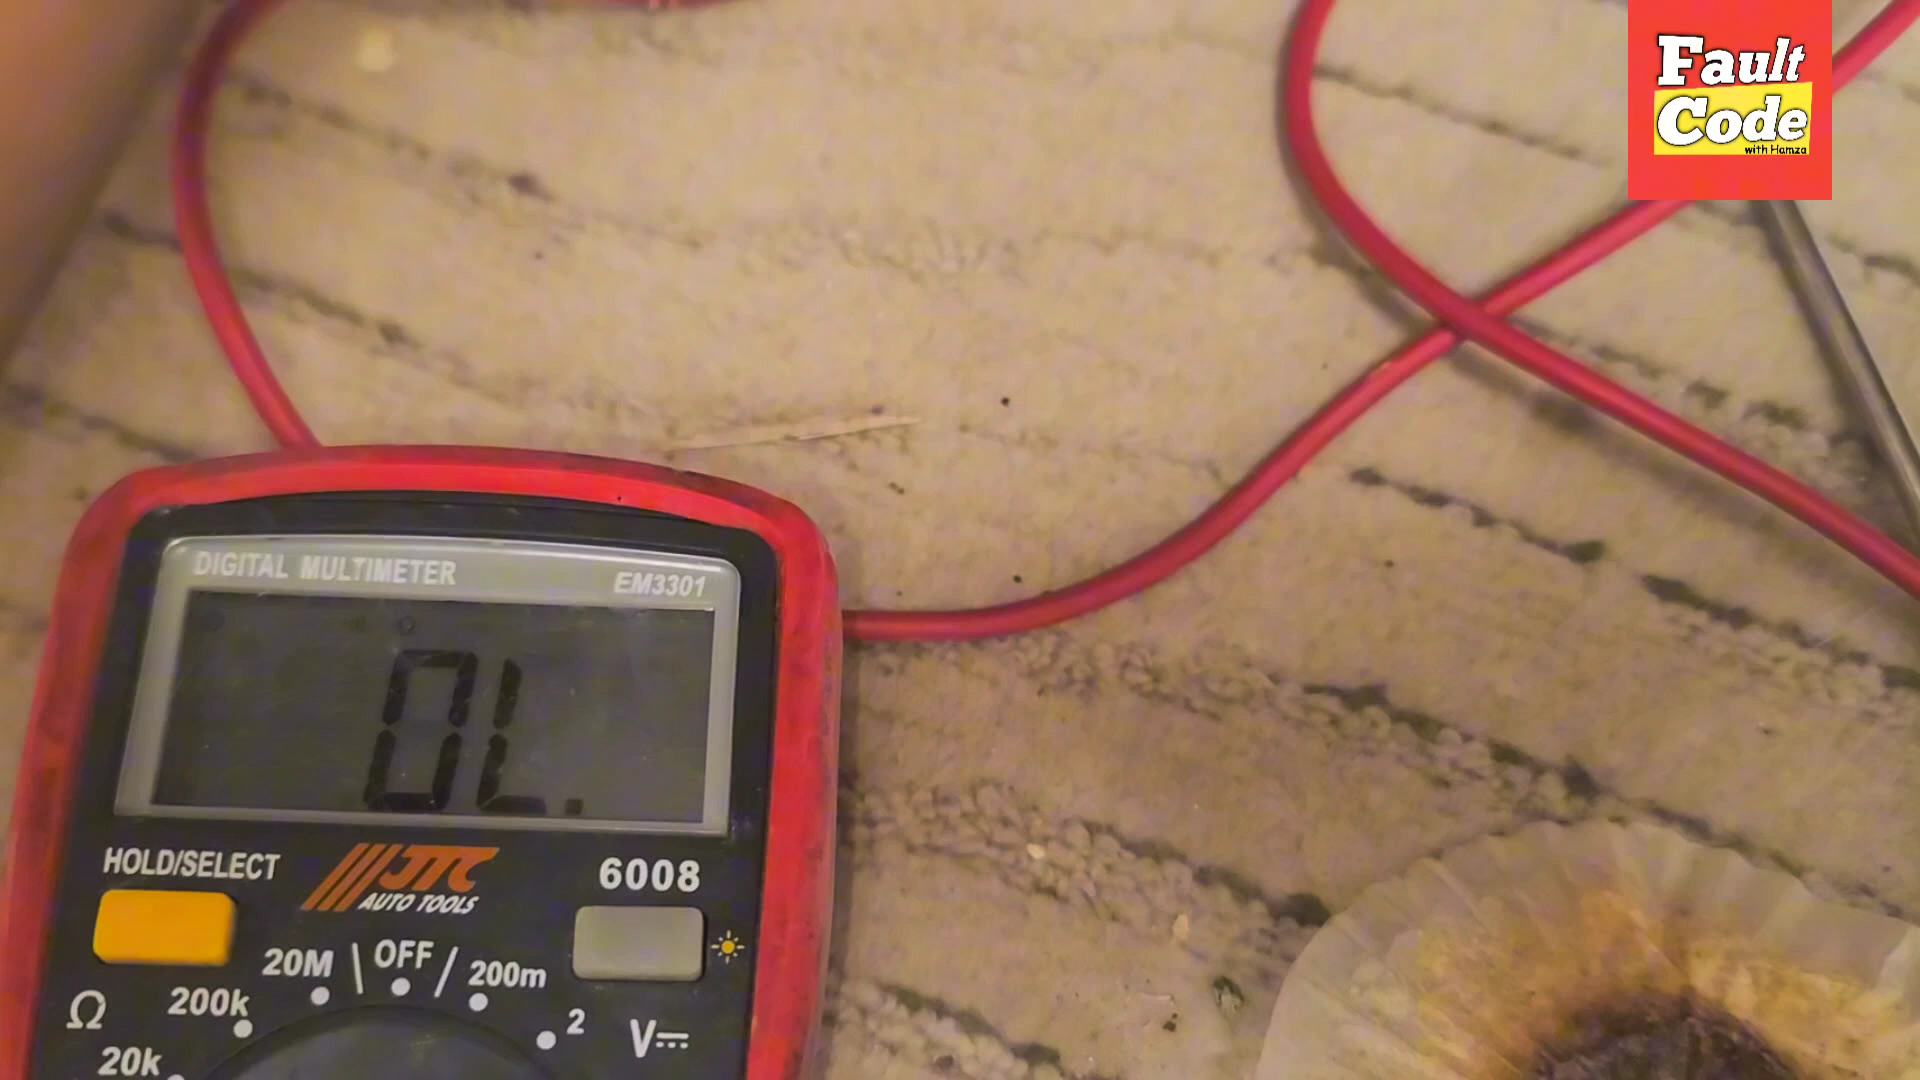 Fault
Code
with Hamza
DIGITAL MULTIMETER
EM3301
0L.
HOLD/SELECT
JTC
AUTO TOOLS
6008
20M
OFF
200m
Ω
200k
2
V
20k